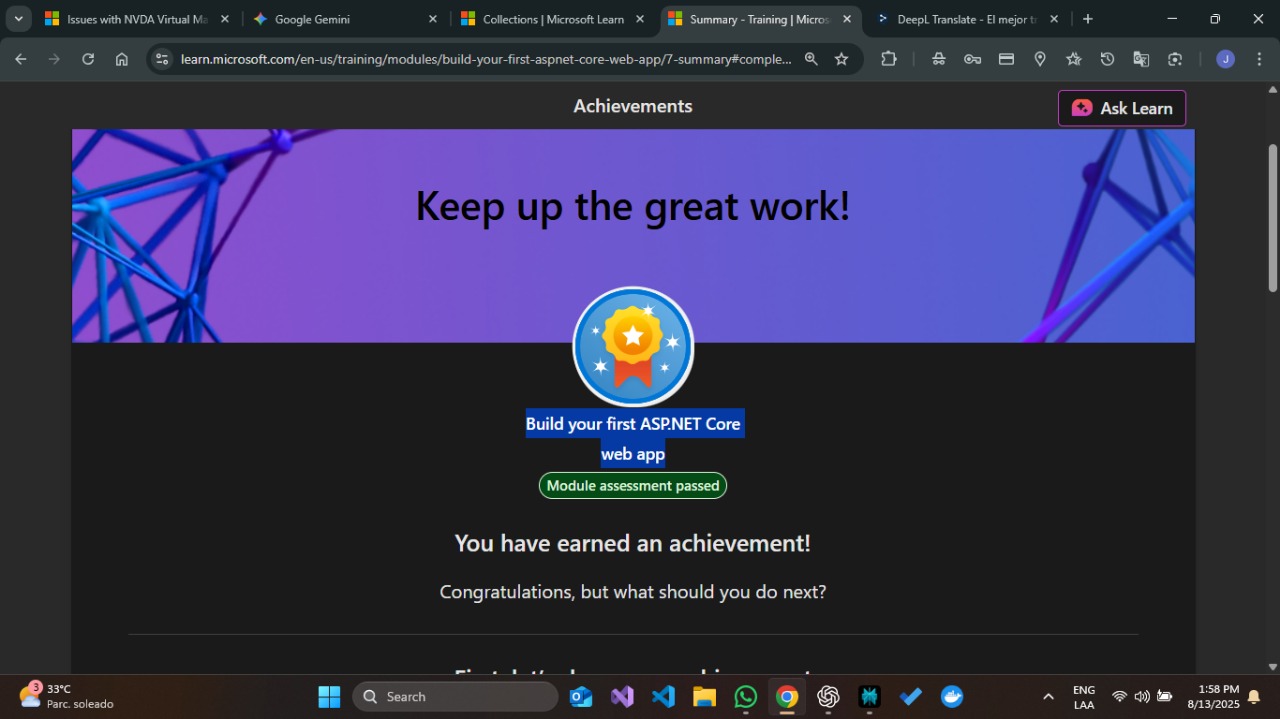 Issues with NVDA Virtual Ma
Google Gemini
Collections | Microsoft Learn
Summary - Training | Micros
DeepL Translate - El mejor tr
learn.microsoft.com/en-us/training/modules/build-your-first-aspnet-core-web-app/7-summary#comple...
J
Achievements
Ask Learn
Keep up the great work!
Build your first ASP.NET Core
web app
Module assessment passed
You have earned an achievement!
Congratulations, but what should you do next?
3
33°C
Parc. soleado
Search
ENG
LAA
1:58 PM
8/13/2025